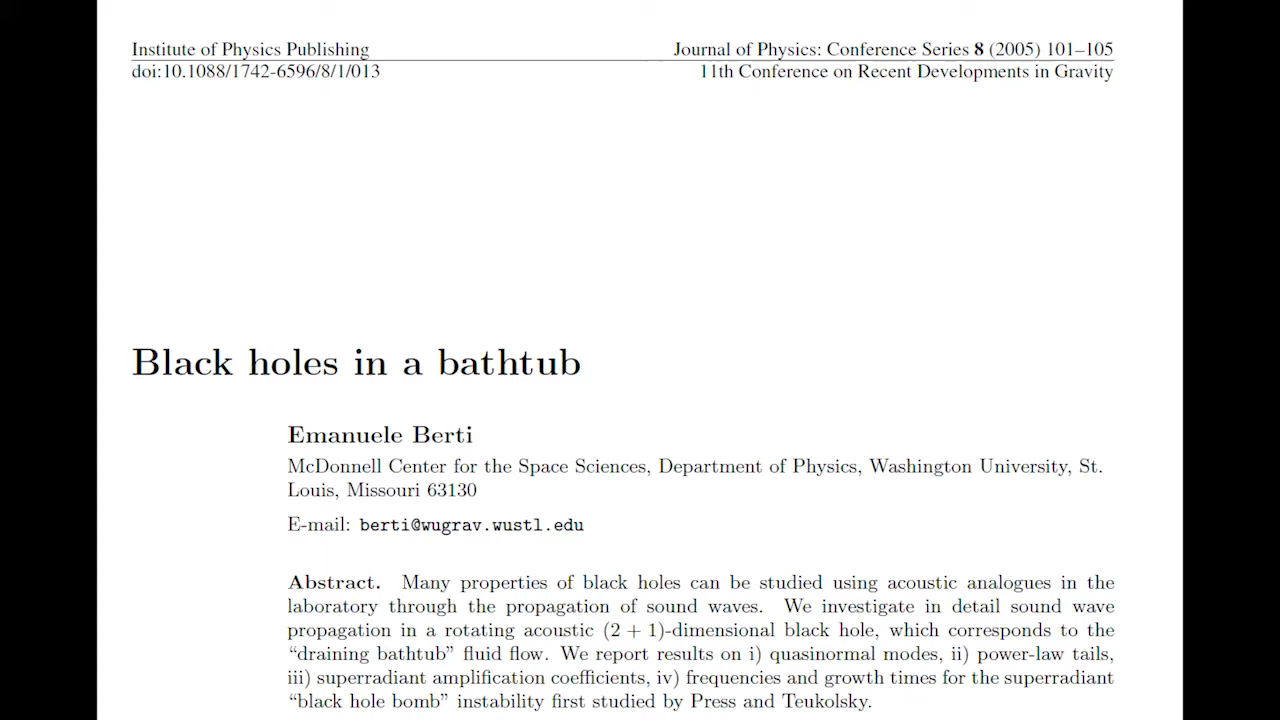 Institute of Physics Publishing
Journal of Physics: Conference Series 8 (2005) 101–105
doi:10.1088/1742-6596/8/1/013
11th Conference on Recent Developments in Gravity
Black holes in a bathtub
Emanuele Berti
McDonnell Center for the Space Sciences, Department of Physics, Washington University, St.
Louis, Missouri 63130
E-mail: berti@wugrav.wustl.edu
Abstract. Many properties of black holes can be studied using acoustic analogues in the
laboratory through the propagation of sound waves. We investigate in detail sound wave
propagation in a rotating acoustic (2 + 1)-dimensional black hole, which corresponds to the
“draining bathtub” fluid flow. We report results on i) quasinormal modes, ii) power-law tails,
iii) superradiant amplification coefficients, iv) frequencies and growth times for the superradiant
“black hole bomb” instability first studied by Press and Teukolsky.